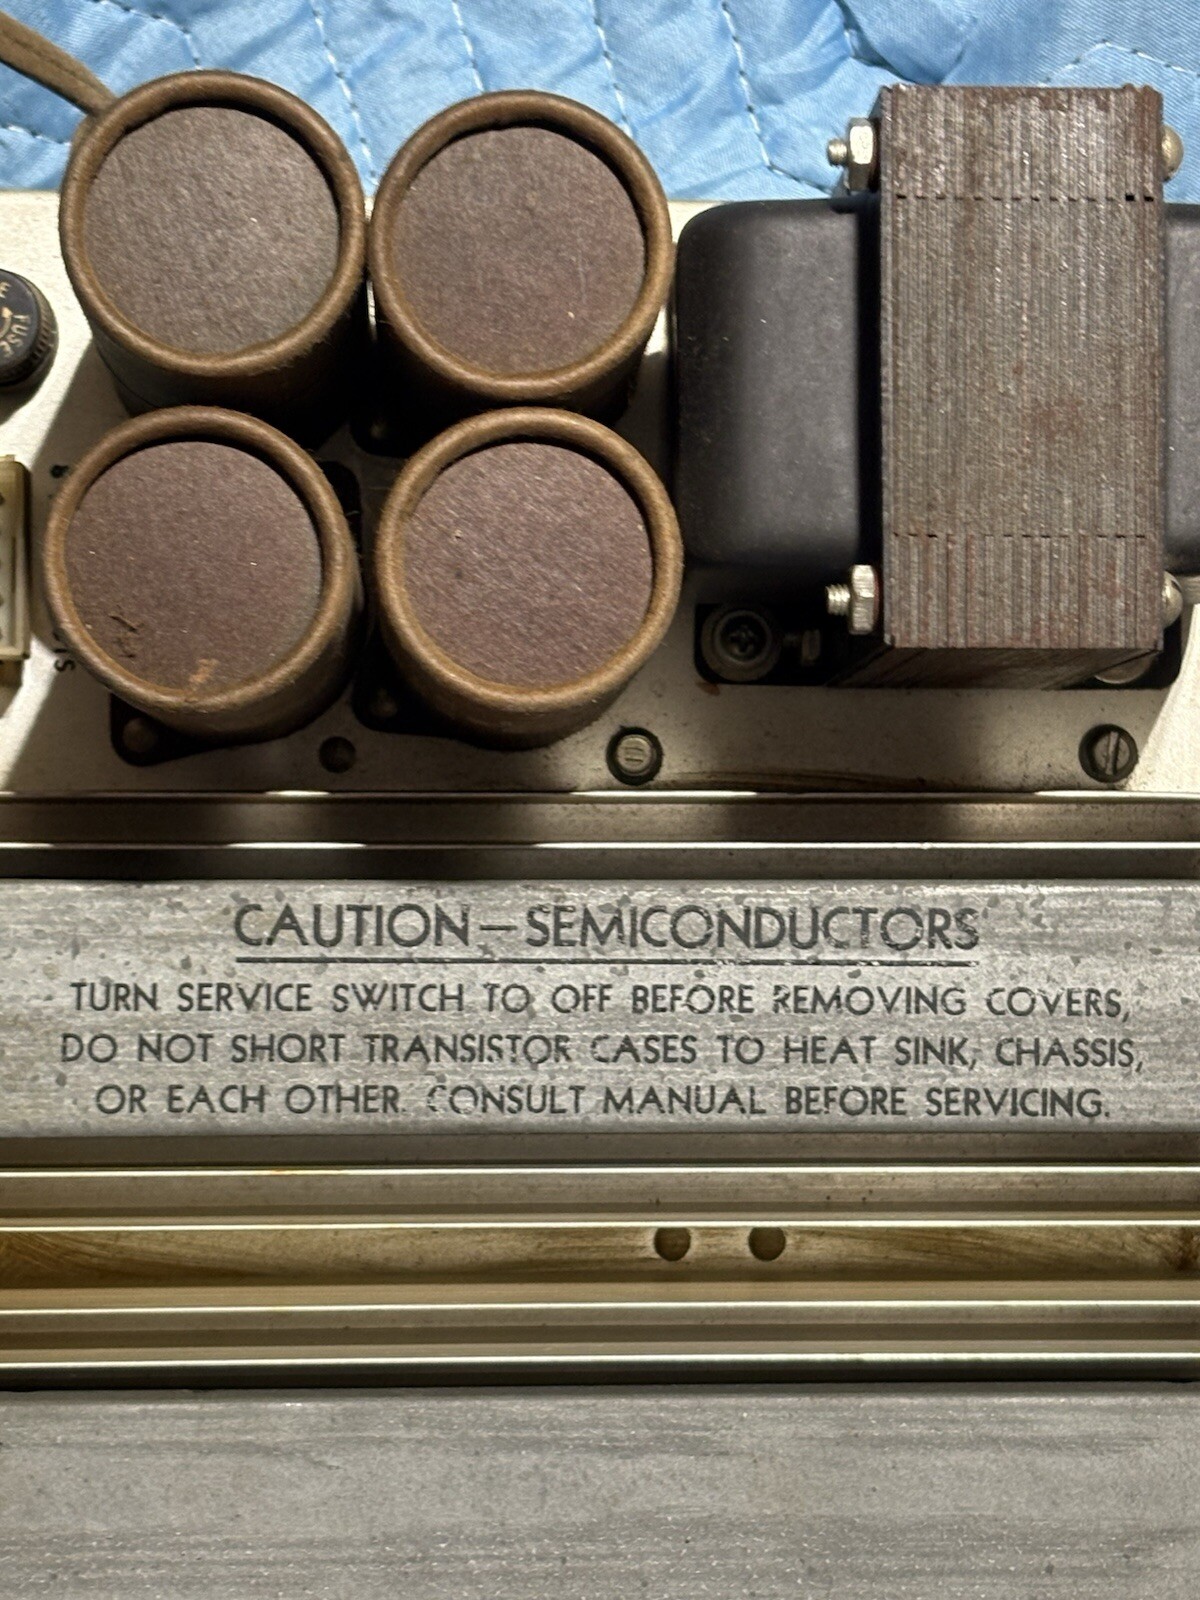 FUSE
CAUTION—SEMICONDUCTORS
TURN SERVICE SWITCH TO OFF BEFORE REMOVING COVERS,
DO NOT SHORT TRANSISTOR CASES TO HEAT SINK, CHASSIS,
OR EACH OTHER. CONSULT MANUAL BEFORE SERVICING.